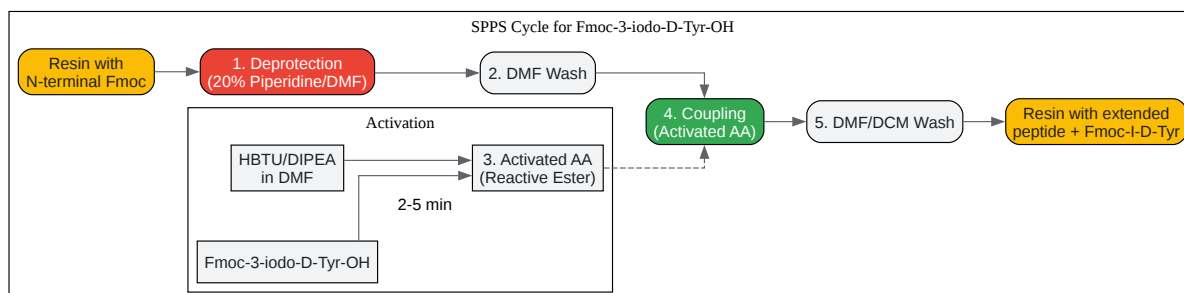 SPPS Cycle for Fmoc-3-iodo-D-Tyr-OH
Resin with
N-terminal Fmoc
1. Deprotection
(20% Piperidine/DMF)
2. DMF Wash
4. Coupling
(Activated AA)
5. DMF/DCM Wash
Resin with extended
peptide + Fmoc-I-D-Tyr
Activation
HBTU/DIPEA
in DMF
3. Activated AA
(Reactive Ester)
2-5 min
Fmoc-3-iodo-D-Tyr-OH